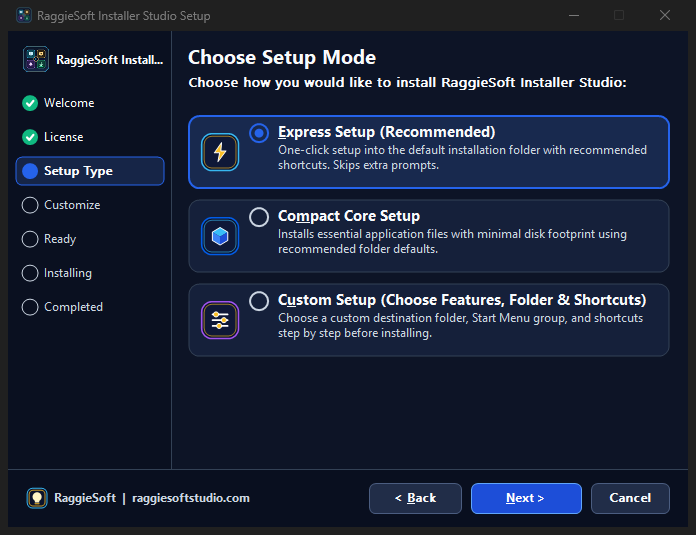 RaggieSoft Installer Studio Setup
RaggieSoft Install...
Welcome
License
Setup Type
Customize
Ready
Installing
Completed
Choose Setup Mode
Choose how you would like to install RaggieSoft Installer Studio:
Express Setup (Recommended)
One-click setup into the default installation folder with recommended
shortcuts. Skips extra prompts.
Compact Core Setup
Installs essential application files with minimal disk footprint using
recommended folder defaults.
Custom Setup (Choose Features, Folder & Shortcuts)
Choose a custom destination folder, Start Menu group, and shortcuts
step by step before installing.
RaggieSoft | raggiesoftstudio.com
< Back
Next >
Cancel